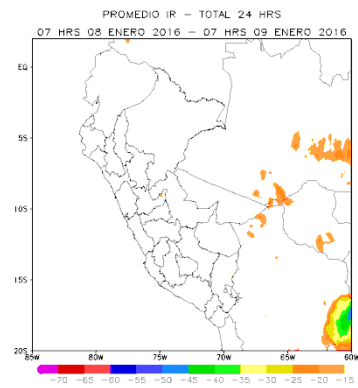 PROMEDIO IR - TOTAL 24 HRS
07 HRS 08 ENERO 2016 - 07 HRS 09 ENERO 2016
EQ
5S
10S
15S
20S
85W 80W 75W 70W 65W 60W
-70 -65 -60 -55 -50 -45 -40 -35 -30 -25 -20 -15